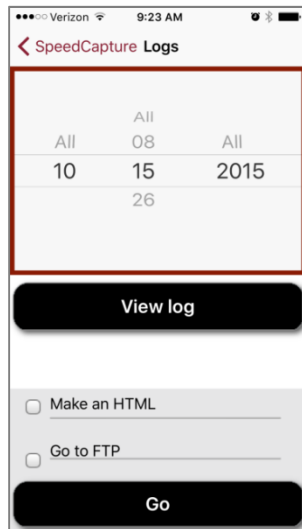 Verizon 9:23 AM
SpeedCapture Logs
All
All 08 All
10 15 2015
26
View log
Make an HTML
Go to FTP
Go